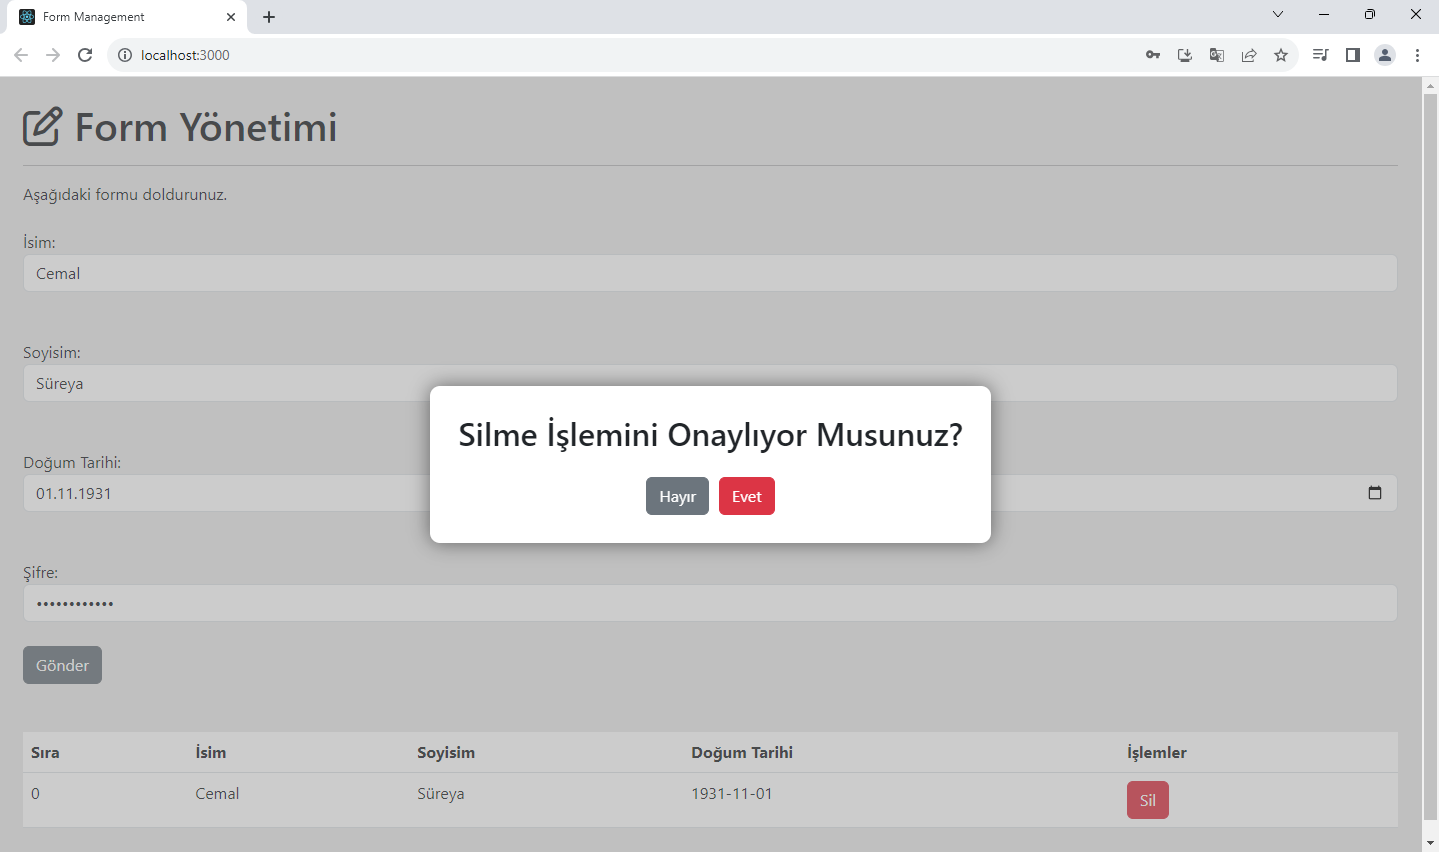 Form Management
localhost:3000
Form Yönetimi
Aşağıdaki formu doldurunuz.
İsim:
Cemal
Soyisim:
Süreya
Silme İşlemini Onaylıyor Musunuz?
Hayır Evet
Doğum Tarihi:
01.11.1931
Şifre:
••••••••••••
Gönder
Sıra İsim Soyisim Doğum Tarihi İşlemler
0 Cemal Süreya 1931-11-01 Sil